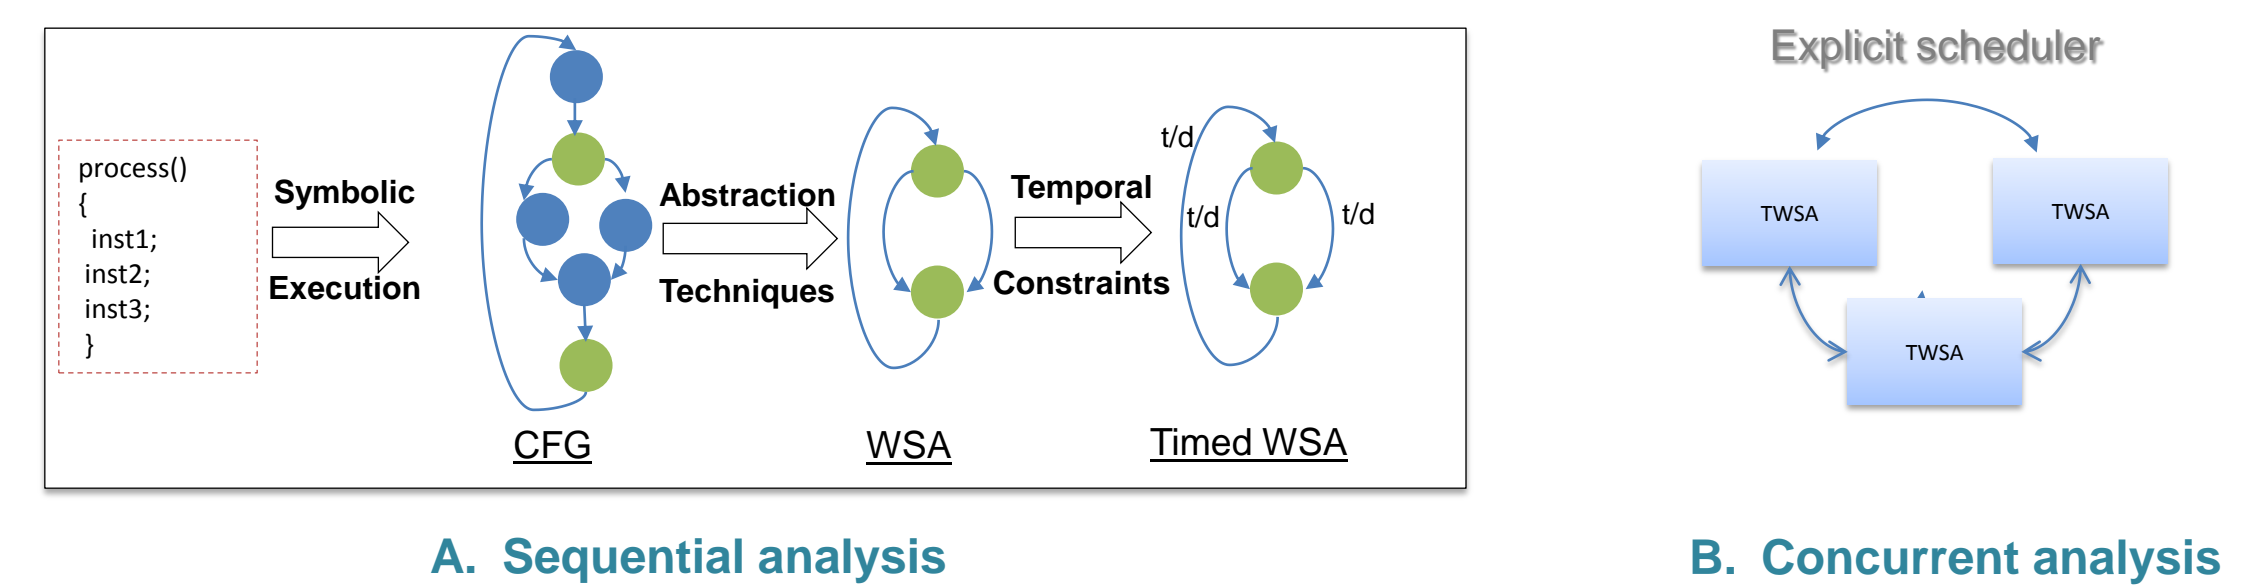 process()
{
inst1;
inst2;
inst3;
}
Symbolic
Execution
CFG
Abstraction
Techniques
WSA
Temporal
Constraints
t/d
t/d
t/d
Timed WSA
A. Sequential analysis
Explicit scheduler
TWSA
TWSA
TWSA
B. Concurrent analysis